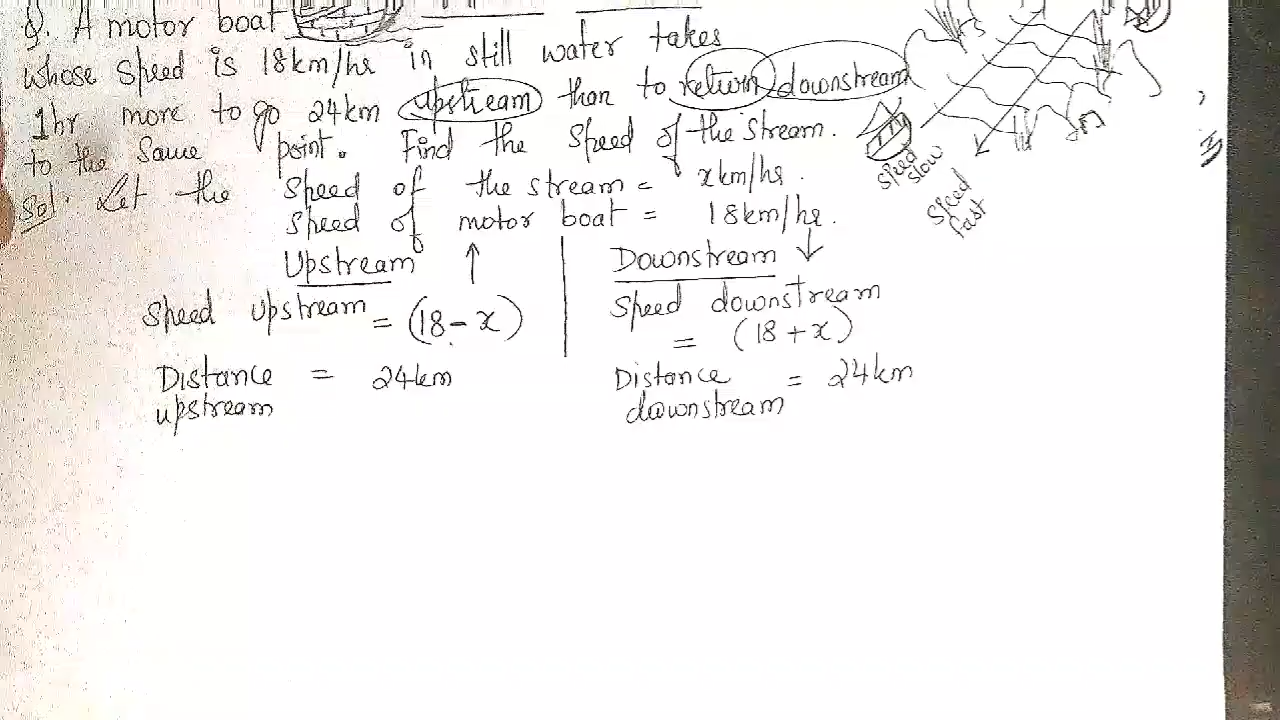 Q. A motor boat
whose speed is 18km/hr in still water takes
1hr more to go 24km upstream than to return downstream
to the same point. Find the speed of the stream.
Sol Let the speed of the stream = x km/hr.
speed of motor boat = 18km/hr.
Upstream ↑
Downstream ↓
Speed upstream = (18 - x)
Speed downstream
= (18 + x)
Distance = 24km
upstream
Distance = 24km
downstream
Speed
slow
Speed
fast